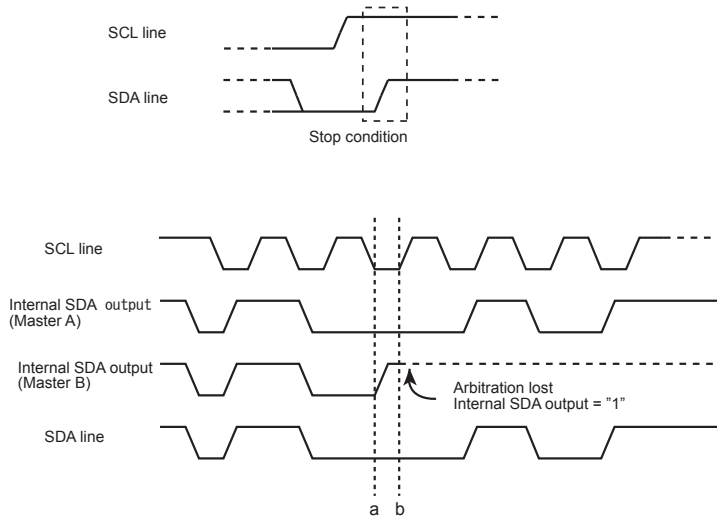 SCL line
SDA line
Stop condition
SCL line
Internal SDA output
(Master A)
Internal SDA output
(Master B)
Arbitration lost
Internal SDA output = ”1”
SDA line
a b